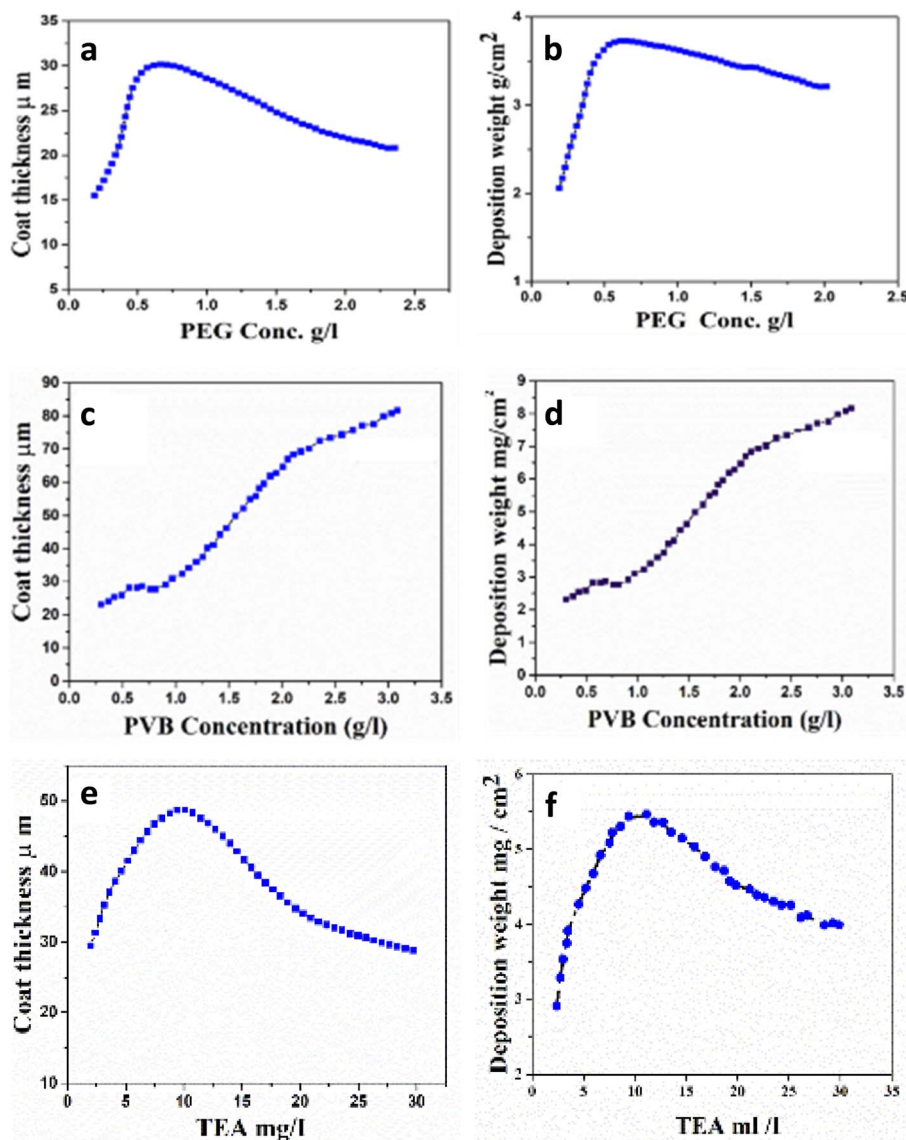 a
Coat thickness µ m
35
30
25
20
15
10
5
0.0 0.5 1.0 1.5 2.0 2.5
PEG Conc. g/l
b
Deposition weight g/cm²
4
3
2
1
0.0 0.5 1.0 1.5 2.0 2.5
PEG Conc. g/l
c
Coat thickness µm
90
80
70
60
50
40
30
20
10
0
0.0 0.5 1.0 1.5 2.0 2.5 3.0 3.5
PVB Concentration (g/l)
d
Deposition weight mg/cm²
9
8
7
6
5
4
3
2
1
0
0.0 0.5 1.0 1.5 2.0 2.5 3.0 3.5
PVB Concentration (g/l)
e
Coat thickness µ m
50
40
30
20
10
0 5 10 15 20 25 30
TEA mg/l
f
Deposition weight mg / cm²
6
5
4
3
2
0 5 10 15 20 25 30 35
TEA ml /l